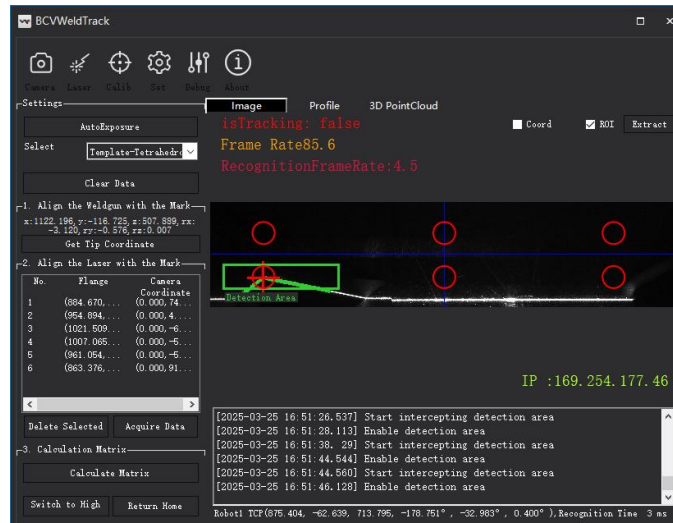 BCVWeldTrack
Camera Laser Calib Set Debug About
Settings
AutoExposure
Select Template-Tetrahedro
Clear Data
1. Align the Weldgun with the Mark
x:1122.196, y:-116.725, z:507.889, rx:
-3.120, ry:-0.576, rz:0.007
Get Tip Coordinate
2. Align the Laser with the Mark
No. Flange Camera
Coordinate
1 (884.670,... (0.000, 74...
2 (954.894,... (0.000, 4....
3 (1021.509... (0.000, -6...
4 (1007.065... (0.000, -5...
5 (961.054,... (0.000, -5...
6 (863.376,... (0.000, 91...
Delete Selected Acquire Data
3. Calculation Matrix
Calculate Matrix
Switch to High Return Home
Image Profile 3D PointCloud
isTracking: false
Coord ROI Extract
Frame Rate85.6
RecognitionFrameRate:4.5
Detection Area
IP :169.254.177.46
[2025-03-25 16:51:26.537] Start intercepting detection area
[2025-03-25 16:51:28.113] Enable detection area
[2025-03-25 16:51:38. 29] Start intercepting detection area
[2025-03-25 16:51:44.544] Enable detection area
[2025-03-25 16:51:44.560] Start intercepting detection area
[2025-03-25 16:51:46.128] Enable detection area
Robot1 TCP(875.404, -62.639, 713.795, -178.751° , -32.983° , 0.400° ),Recognition Time 3 ms